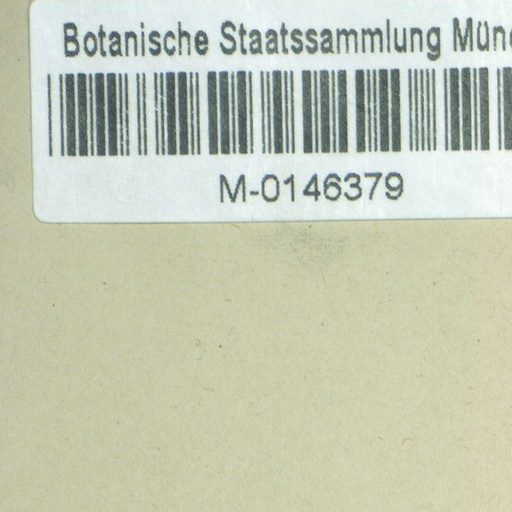 Botanische Staatssammlung Mün
M-0146379